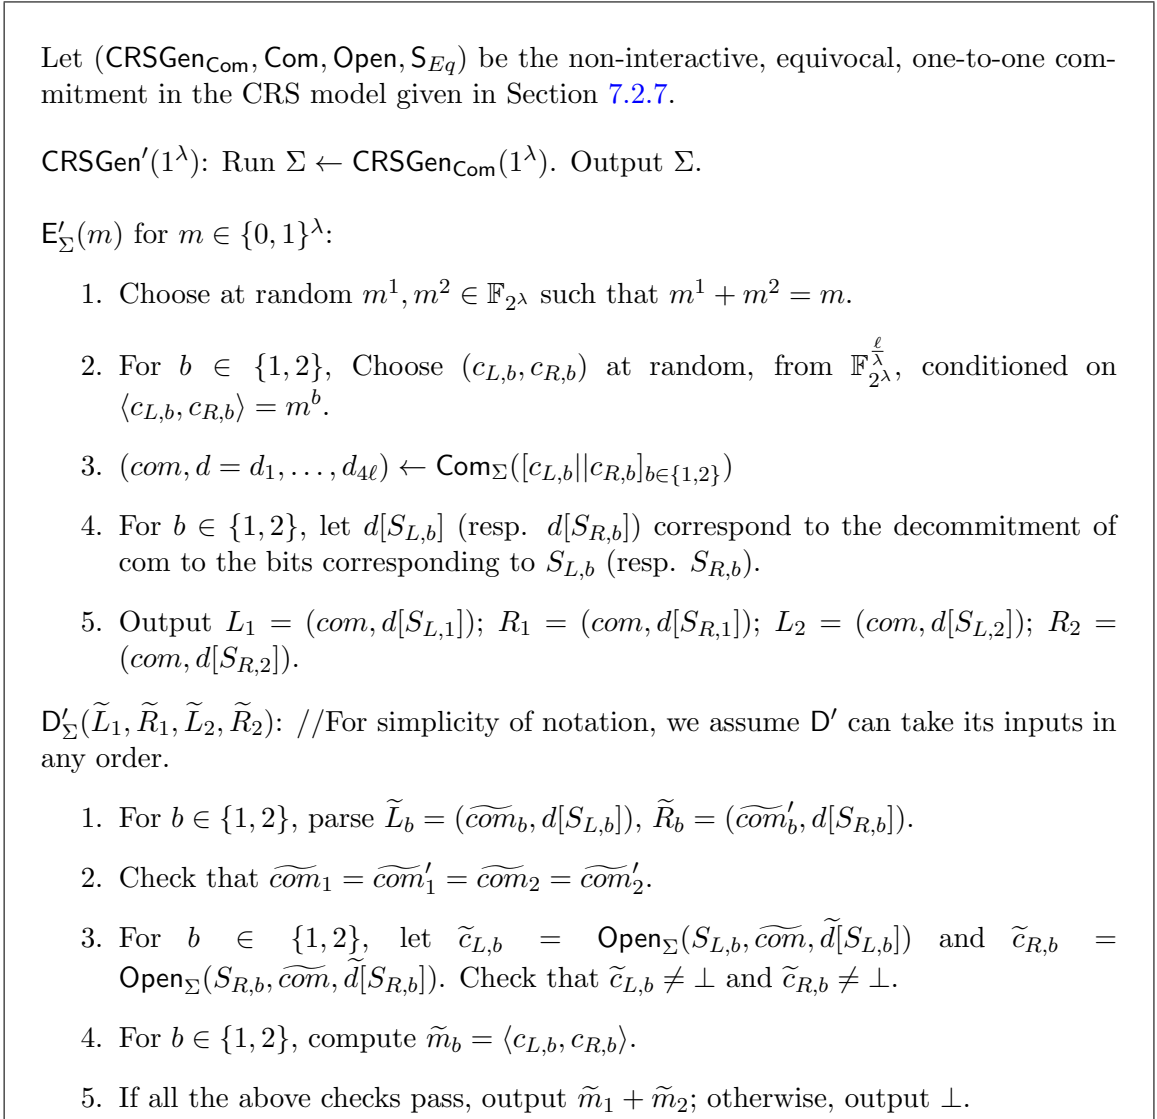 Let (CRSGen_Com, Com, Open, S_Eq) be the non-interactive, equivocal, one-to-one com-
mitment in the CRS model given in Section 7.2.7.
CRSGen′(1^λ): Run Σ ← CRSGen_Com(1^λ). Output Σ.
E′_Σ(m) for m ∈ {0, 1}^λ:
1. Choose at random m^1, m^2 ∈ 𝔽_{2^λ} such that m^1 + m^2 = m.
2. For b ∈ {1, 2}, Choose (c_{L,b}, c_{R,b}) at random, from 𝔽_{2^λ}^{ℓ/λ}, conditioned on
⟨c_{L,b}, c_{R,b}⟩ = m^b.
3. (com, d = d_1, . . . , d_{4ℓ}) ← Com_Σ([c_{L,b}||c_{R,b}]_{b∈{1,2}})
4. For b ∈ {1, 2}, let d[S_{L,b}] (resp. d[S_{R,b}]) correspond to the decommitment of
com to the bits corresponding to S_{L,b} (resp. S_{R,b}).
5. Output L_1 = (com, d[S_{L,1}]); R_1 = (com, d[S_{R,1}]); L_2 = (com, d[S_{L,2}]); R_2 =
(com, d[S_{R,2}]).
D′_Σ(L̃_1, R̃_1, L̃_2, R̃_2): //For simplicity of notation, we assume D′ can take its inputs in
any order.
1. For b ∈ {1, 2}, parse L̃_b = (c͠om_b, d[S_{L,b}]), R̃_b = (c͠om′_b, d[S_{R,b}]).
2. Check that c͠om_1 = c͠om′_1 = c͠om_2 = c͠om′_2.
3. For b ∈ {1, 2}, let c̃_{L,b} = Open_Σ(S_{L,b}, c͠om, d̃[S_{L,b}]) and c̃_{R,b} =
Open_Σ(S_{R,b}, c͠om, d̃[S_{R,b}]). Check that c̃_{L,b} ≠ ⊥ and c̃_{R,b} ≠ ⊥.
4. For b ∈ {1, 2}, compute m̃_b = ⟨c_{L,b}, c_{R,b}⟩.
5. If all the above checks pass, output m̃_1 + m̃_2; otherwise, output ⊥.